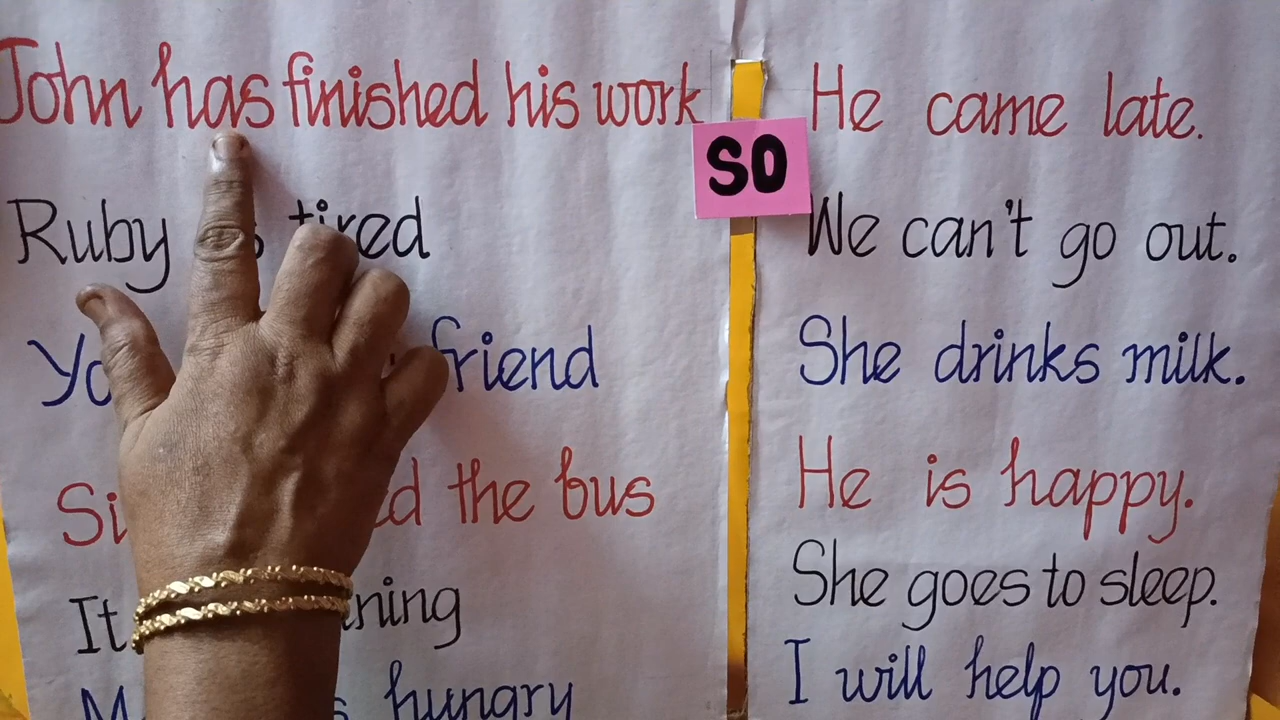 John has finished his work
SO
He came late.
Ruby tired
We can't go out.
friend
She drinks milk.
the bus
He is happy.
It
She goes to sleep.
hungry
I will help you.